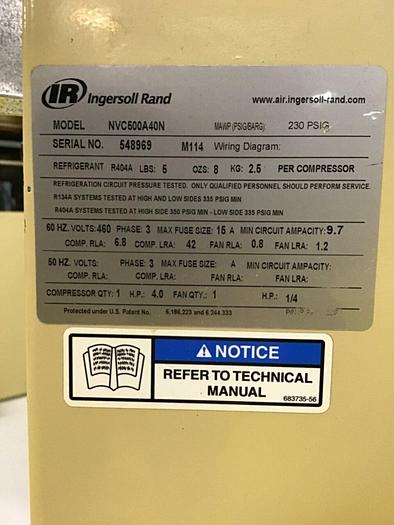 IR Ingersoll Rand www.air.ingersoll-rand.com
MODEL NVC500A40N MAWP (PSIG/BARG) 230 PSIG
SERIAL NO. 548969 M114 Wiring Diagram:
REFRIGERANT R404A LBS: 5 OZS: 8 KG: 2.5 PER COMPRESSOR
REFRIGERATION CIRCUIT PRESSURE TESTED. ONLY QUALIFIED PERSONNEL SHOULD PERFORM SERVICE.
R134A SYSTEMS TESTED AT HIGH AND LOW SIDES 335 PSIG MIN
R404A SYSTEMS TESTED AT HIGH SIDE 350 PSIG MIN - LOW SIDE 335 PSIG MIN
60 HZ. VOLTS: 460 PHASE: 3 MAX FUSE SIZE: 15 A MIN CIRCUIT AMPACITY: 9.7
COMP. RLA: 6.8 COMP. LRA: 42 FAN RLA: 0.8 FAN LRA: 1.2
50 HZ. VOLTS: PHASE: 3 MAX FUSE SIZE: A MIN CIRCUIT AMPACITY:
COMP. RLA: COMP. LRA: FAN RLA: FAN LRA:
COMPRESSOR QTY: 1 H.P.: 4.0 FAN QTY.: 1 H.P.: 1/4
Protected under U.S. Patent No. 6,186,223 and 6,244,333
NOTICE
REFER TO TECHNICAL
MANUAL
683735-56